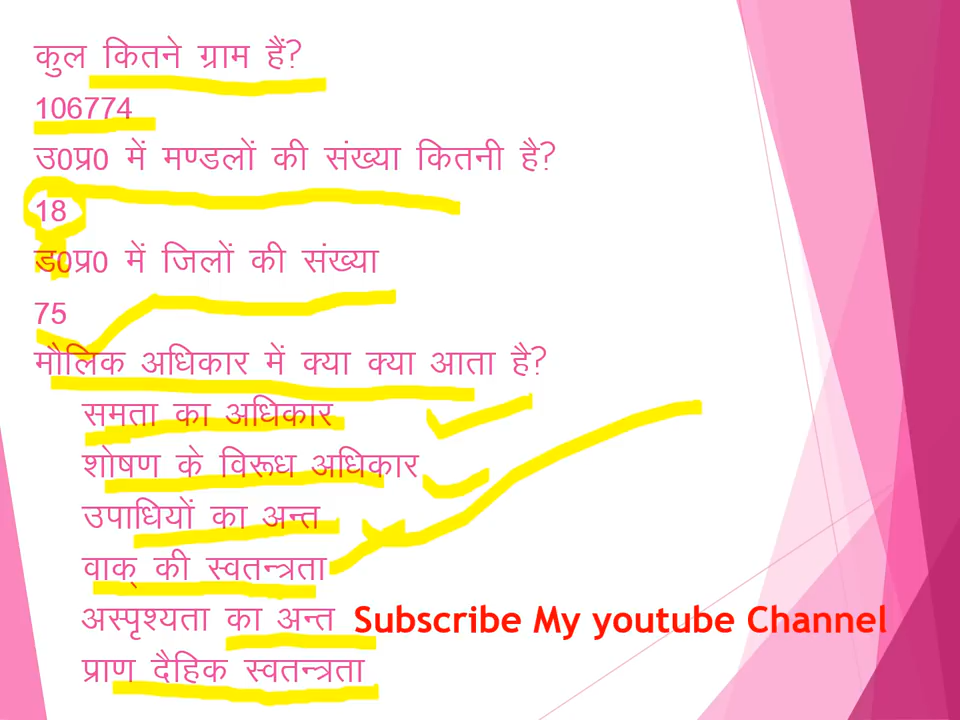 कुल कितने ग्राम हैं?
106774
उ0प्र0 में मण्डलों की संख्या कितनी है?
18
ड0प्र0 में जिलों की संख्या
75
मौलिक अधिकार में क्या क्या आता है?
समता का अधिकार
शोषण के विरूध अधिकार
उपाधियों का अन्त
वाक् की स्वतन्त्रता
अस्पृश्यता का अन्त Subscribe My youtube Channel
प्राण दैहिक स्वतन्त्रता